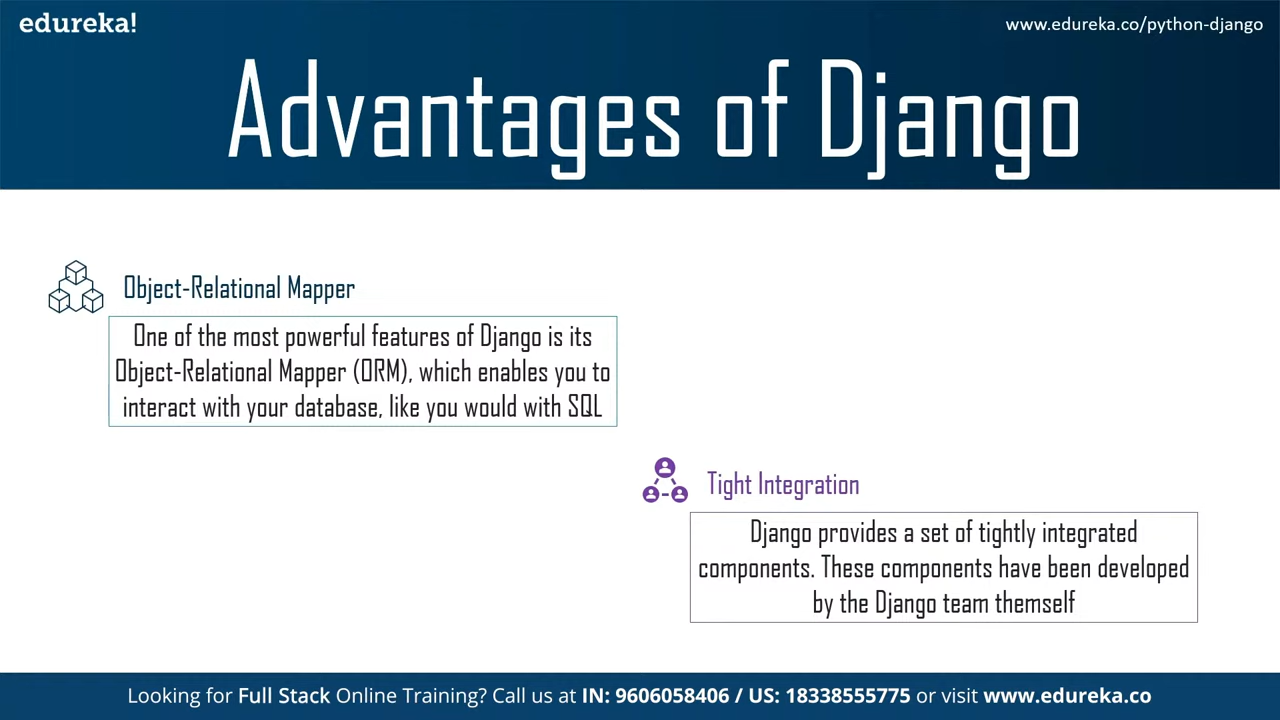 edureka!
www.edureka.co/python-django
Advantages of Django
Object-Relational Mapper
One of the most powerful features of Django is its
Object-Relational Mapper (ORM), which enables you to
interact with your database, like you would with SQL
Tight Integration
Django provides a set of tightly integrated
components. These components have been developed
by the Django team themself
Looking for Full Stack Online Training? Call us at IN: 9606058406 / US: 18338555775 or visit www.edureka.co